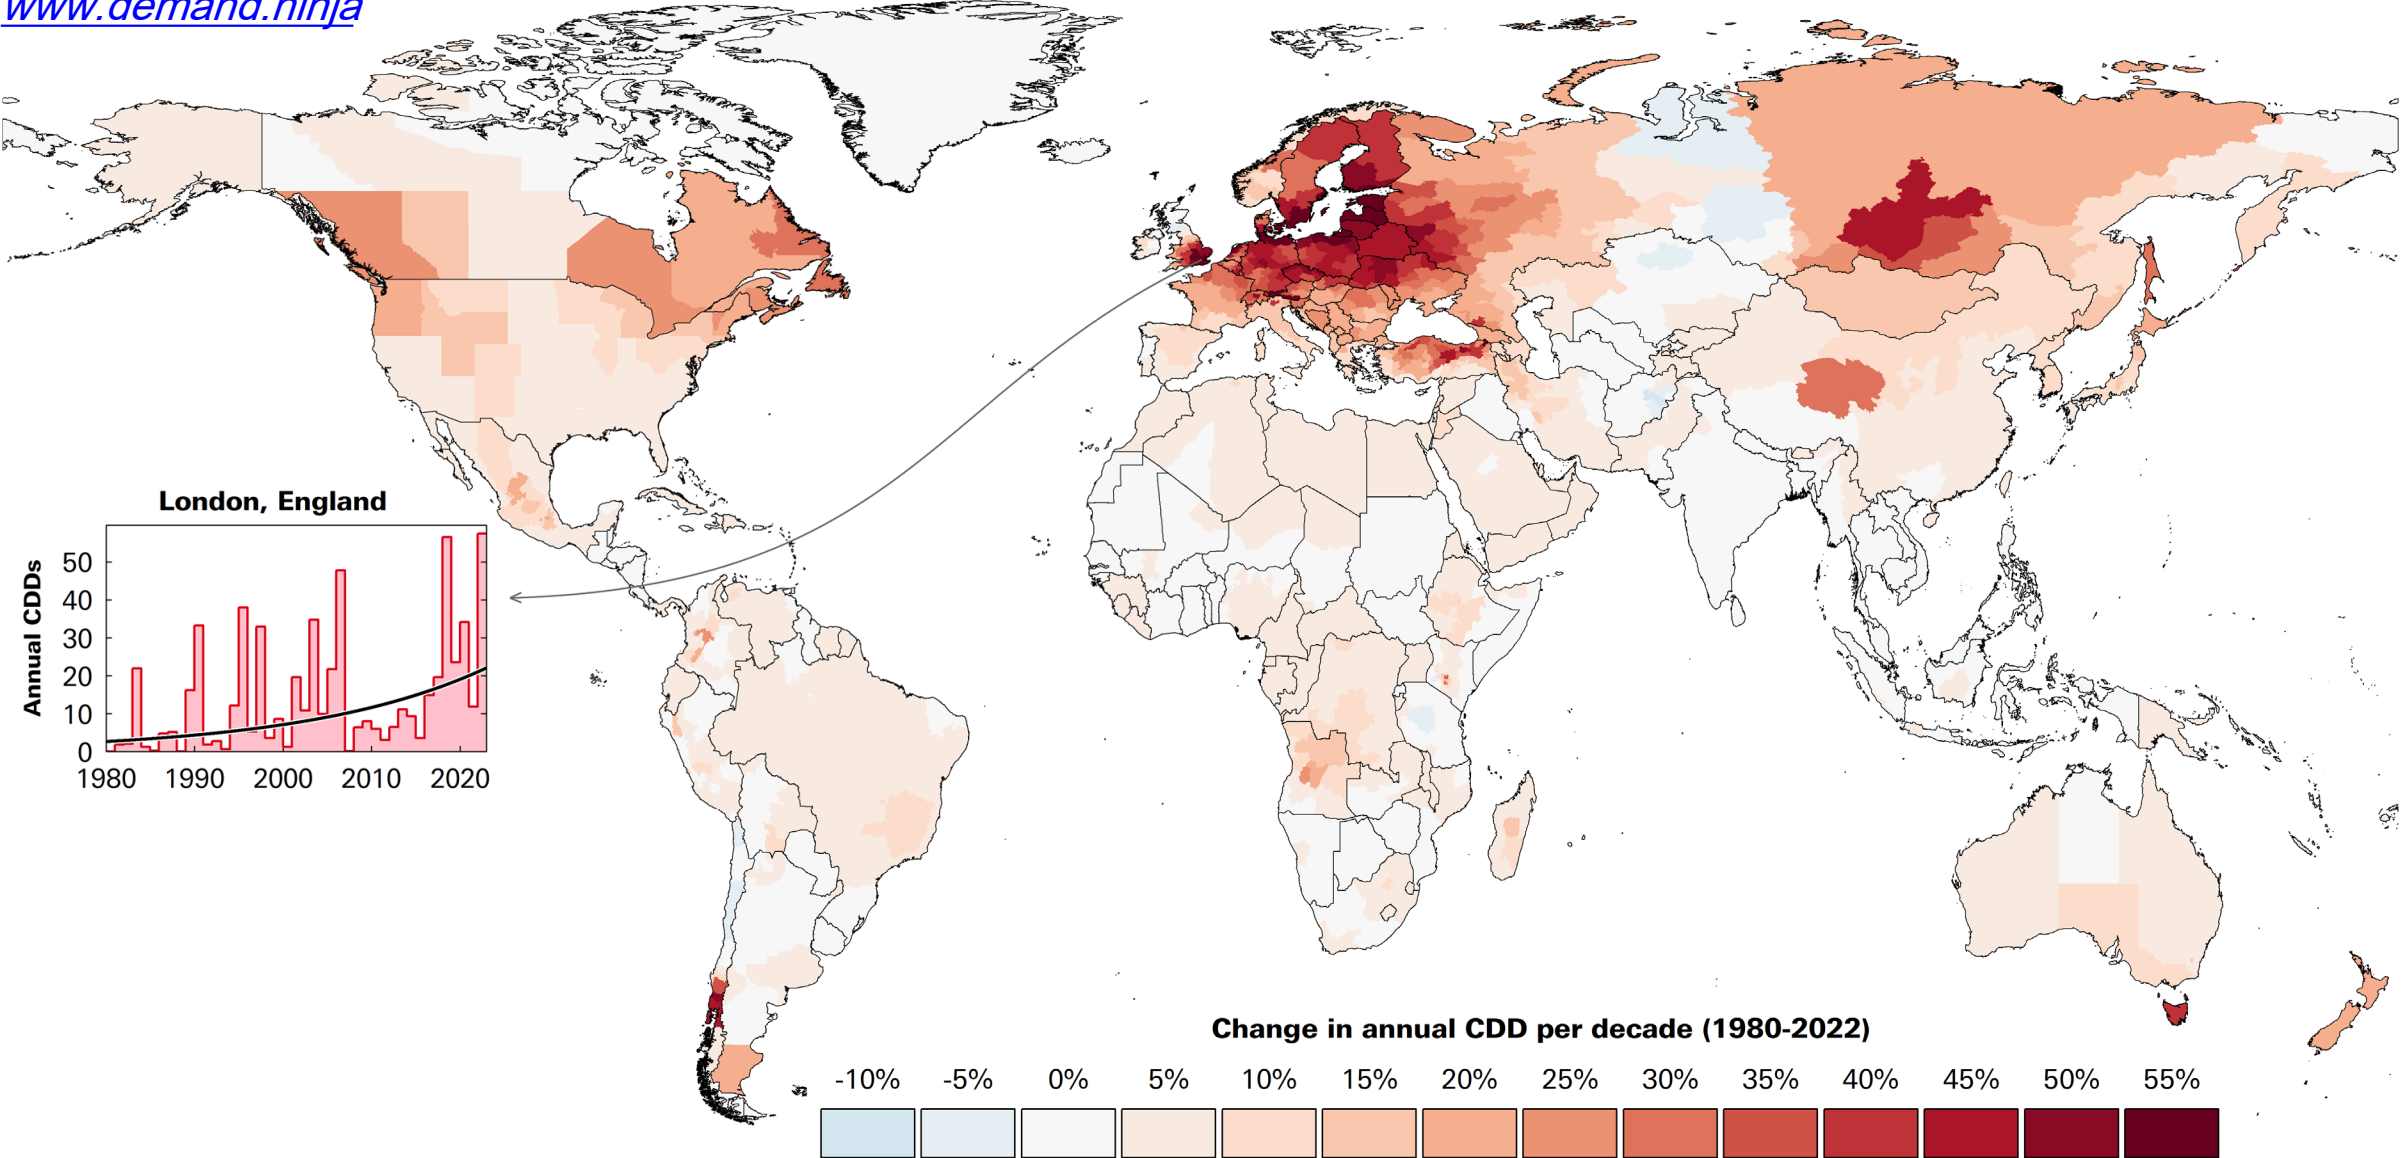 www.demand.ninja
London, England
Annual CDDs
50
40
30
20
10
0
1980 1990 2000 2010 2020
Change in annual CDD per decade (1980-2022)
-10% -5% 0% 5% 10% 15% 20% 25% 30% 35% 40% 45% 50% 55%